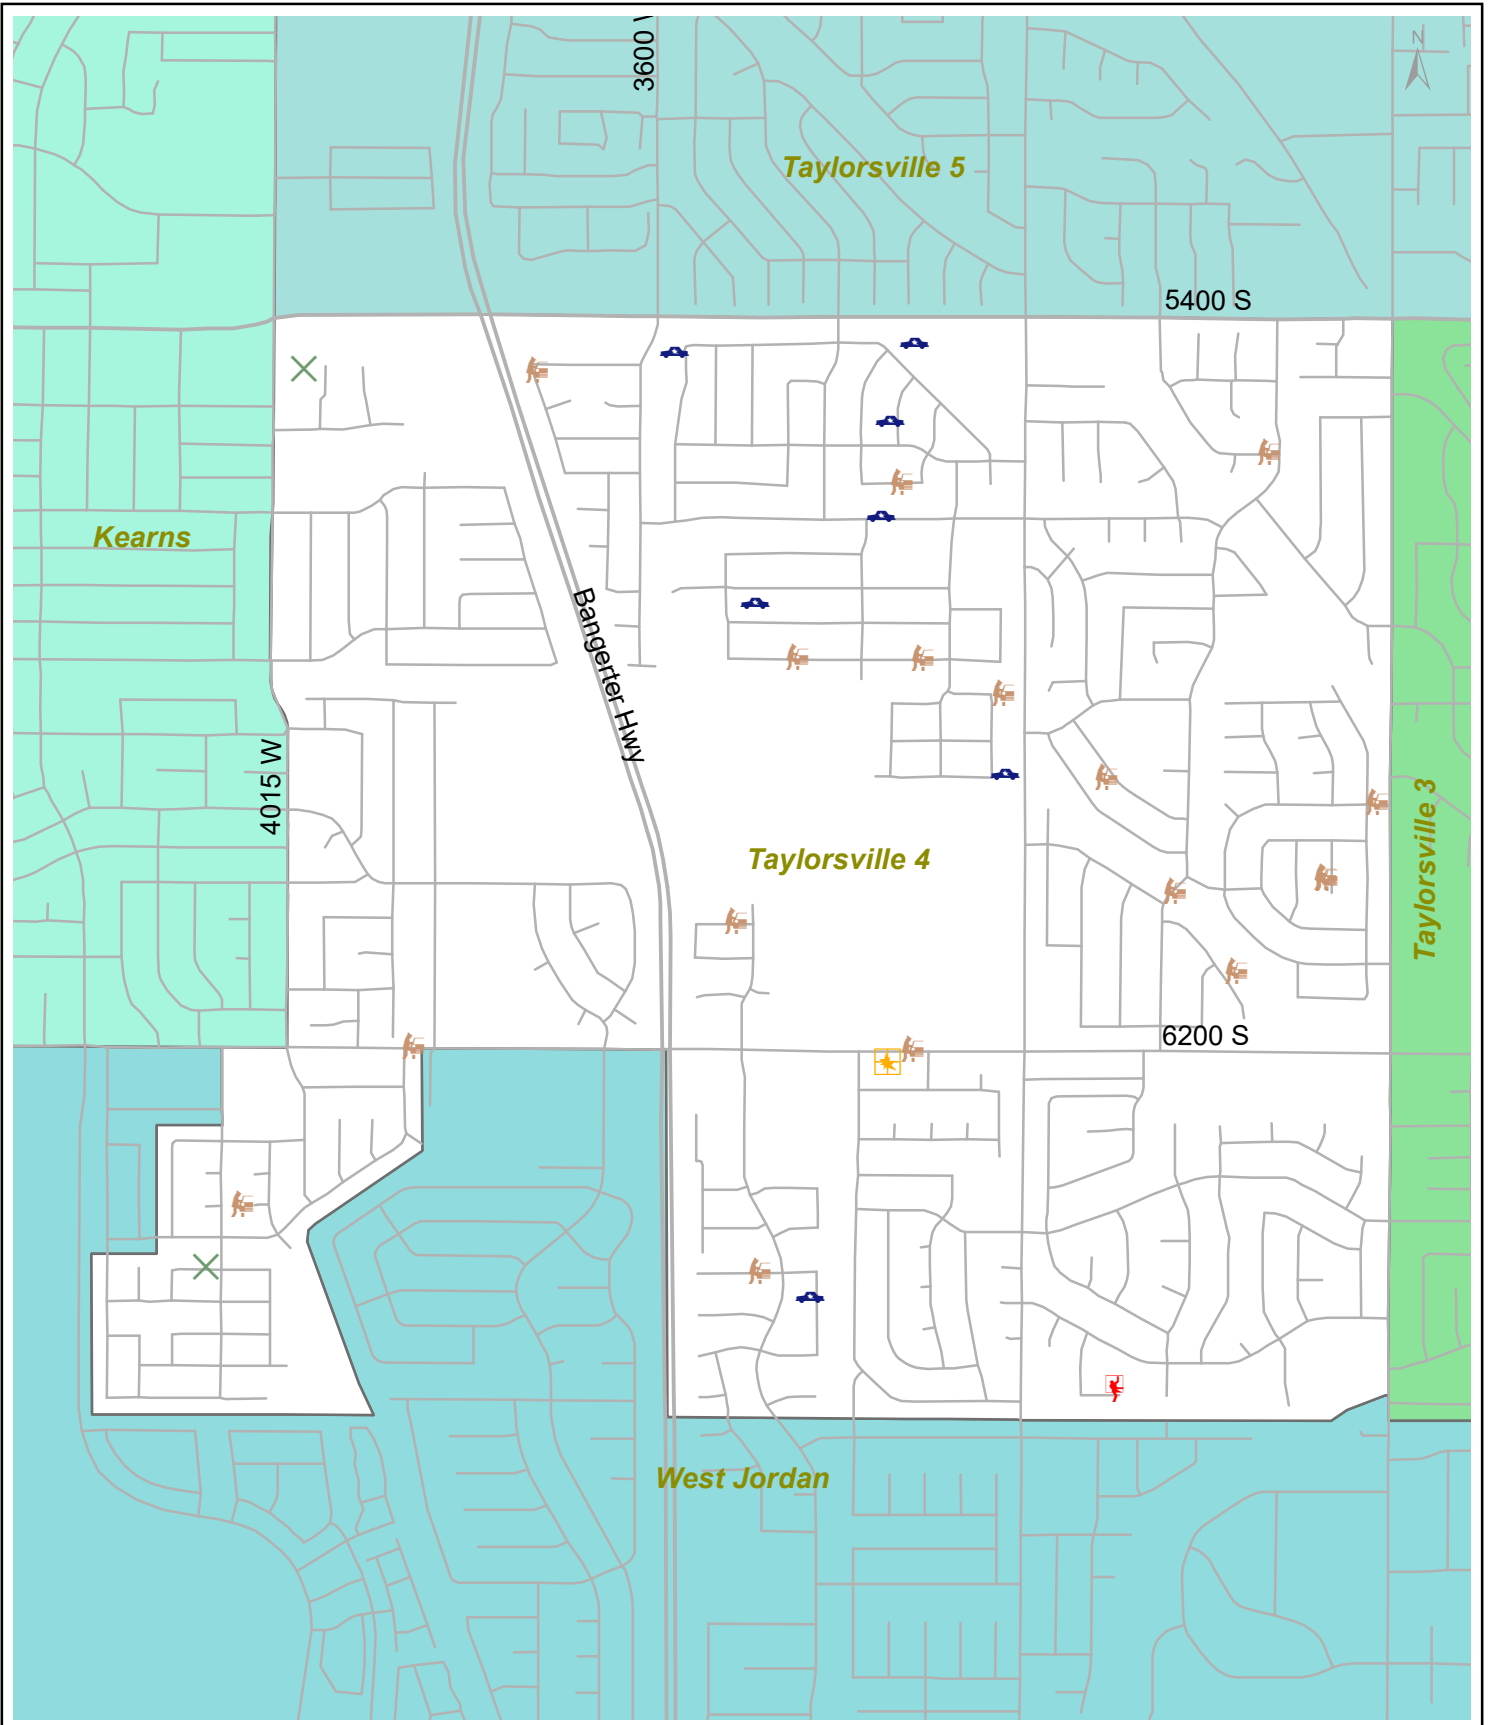 3600 W
N
Taylorsville 5
5400 S
Kearns
Bangerter Hwy
4015 W
Taylorsville 4
Taylorsville 3
6200 S
West Jordan